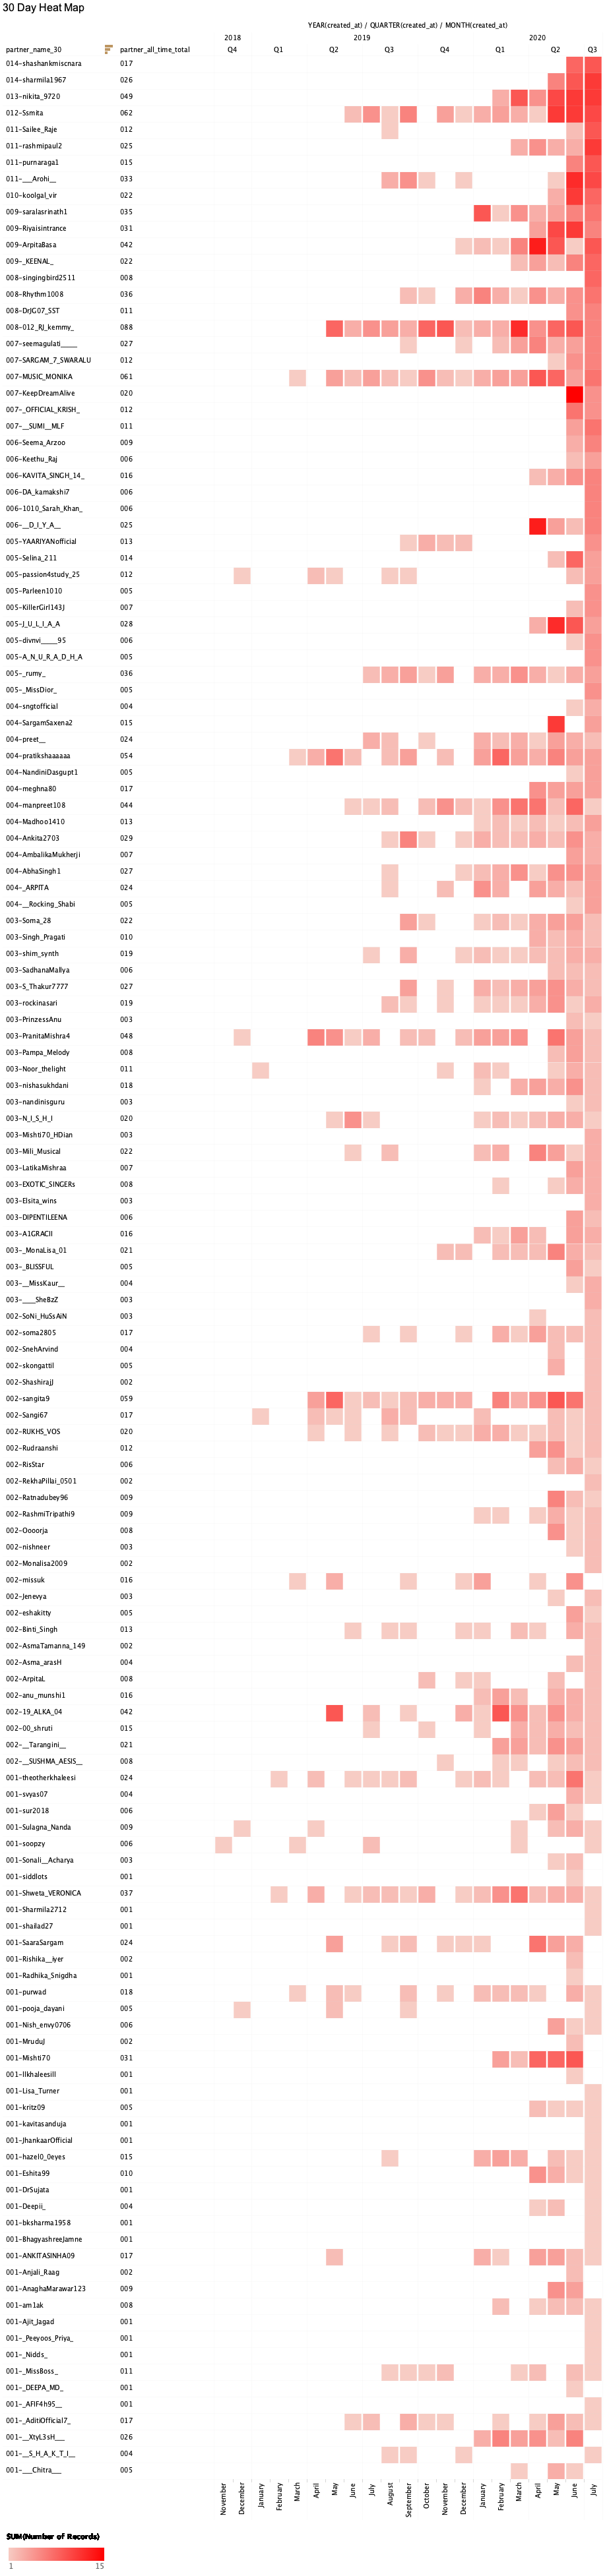 30 Day Heat Map
YEAR(created_at) / QUARTER(created_at) / MONTH(created_at)
2018 2019 2020
partner_name_30 partner_all_time_total Q4 Q1 Q2 Q3 Q4 Q1 Q2 Q3
014-shashankmiscnara 017
014-sharmila1967 026
013-nikita_9720 049
012-Ssmita 062
011-Sailee_Raje 012
011-rashmipaul2 025
011-purnaraga1 015
011-___Arohi__ 033
010-koolgal_vir 022
009-saralasrinath1 035
009-Riyaisintrance 031
009-ArpitaBasa 042
009-_KEENAL_ 022
008-singingbird2511 008
008-Rhythm1008 036
008-DrJG07_SST 011
008-012_RJ_kemmy_ 088
007-seemagulati_____ 027
007-SARGAM_7_SWARALU 012
007-MUSIC_MONIKA 061
007-KeepDreamAlive 020
007-_OFFICIAL_KRISH_ 012
007-__SUMI__MLF 011
006-Seema_Arzoo 009
006-Keethu_Raj 006
006-KAVITA_SINGH_14_ 016
006-DA_kamakshi7 006
006-1010_Sarah_Khan_ 006
006-__D_I_Y_A__ 025
005-YAARIYANofficial 013
005-Selina_211 014
005-passion4study_25 012
005-Parleen1010 005
005-KillerGirl143J 007
005-J_U_L_I_A_A 028
005-divnvi_____95 006
005-A_N_U_R_A_D_H_A 005
005-_rumy_ 036
005-_MissDior_ 005
004-sngtofficial 004
004-SargamSaxena2 015
004-preet__ 024
004-pratikshaaaaaa 054
004-NandiniDasgupt1 005
004-meghna80 017
004-manpreet108 044
004-Madhoo1410 013
004-Ankita2703 029
004-AmbalikaMukherji 007
004-AbhaSingh1 027
004-_ARPITA 024
004-__Rocking_Shabi 005
003-Soma_28 022
003-Singh_Pragati 010
003-shim_synth 019
003-SadhanaMallya 006
003-S_Thakur7777 027
003-rockinasari 019
003-PrinzessAnu 003
003-PranitaMishra4 048
003-Pampa_Melody 008
003-Noor_thelight 011
003-nishasukhdani 018
003-nandinisguru 003
003-N_I_S_H_I 020
003-Mishti70_HDian 003
003-Mili_Musical 022
003-LatikaMishraa 007
003-EXOTIC_SINGERs 008
003-Elsita_wins 003
003-DIPENTILEENA 006
003-A1GRACII 016
003-_MonaLisa_01 021
003-_BLISSFUL 005
003-__MissKaur__ 004
003-____SheBzZ 003
002-SoNi_HuSsAiN 003
002-soma2805 017
002-SnehArvind 004
002-skongattil 005
002-ShashirajJ 002
002-sangita9 059
002-Sangi67 017
002-RUKHS_VOS 020
002-Rudraanshi 012
002-RisStar 006
002-RekhaPillai_0501 002
002-Ratnadubey96 009
002-RashmiTripathi9 009
002-Oooorja 008
002-nishneer 003
002-Monalisa2009 002
002-missuk 016
002-Jenevya 003
002-eshakitty 005
002-Binti_Singh 013
002-AsmaTamanna_149 002
002-Asma_arasH 004
002-ArpitaL 008
002-anu_munshi1 016
002-19_ALKA_04 042
002-00_shruti 015
002-__Tarangini__ 021
002-__SUSHMA_AESIS__ 008
001-theotherkhaleesi 024
001-svyas07 004
001-sur2018 006
001-Sulagna_Nanda 009
001-soopzy 006
001-Sonali__Acharya 003
001-siddlots 001
001-Shweta_VERONICA 037
001-Sharmila2712 001
001-shailad27 001
001-SaaraSargam 024
001-Rishika__iyer 002
001-Radhika_Snigdha 001
001-purwad 018
001-pooja_dayani 005
001-Nish_envy0706 006
001-MruduJ 002
001-Mishti70 031
001-llkhaleesill 001
001-Lisa_Turner 001
001-kritz09 005
001-kavitasanduja 001
001-JhankaarOfficial 001
001-hazel0_0eyes 015
001-Eshita99 010
001-DrSujata 001
001-Deepii_ 004
001-bksharma1958 001
001-BhagyashreeJamne 001
001-ANKITASINHA09 017
001-Anjali_Raag 002
001-AnaghaMarawar123 009
001-am1ak 008
001-Ajit_Jagad 001
001-_Peeyoos_Priya_ 001
001-_Nidds_ 001
001-_MissBoss_ 011
001-_DEEPA_MD_ 001
001-_AFIF4h95__ 001
001-_AditiOfficial7_ 017
001-__XtyL3sH___ 026
001-__S_H_A_K_T_I__ 004
001-___Chitra___ 005
November December January February March April May June July August September October November December January February March April May June July
SUM(Number of Records)
1 15